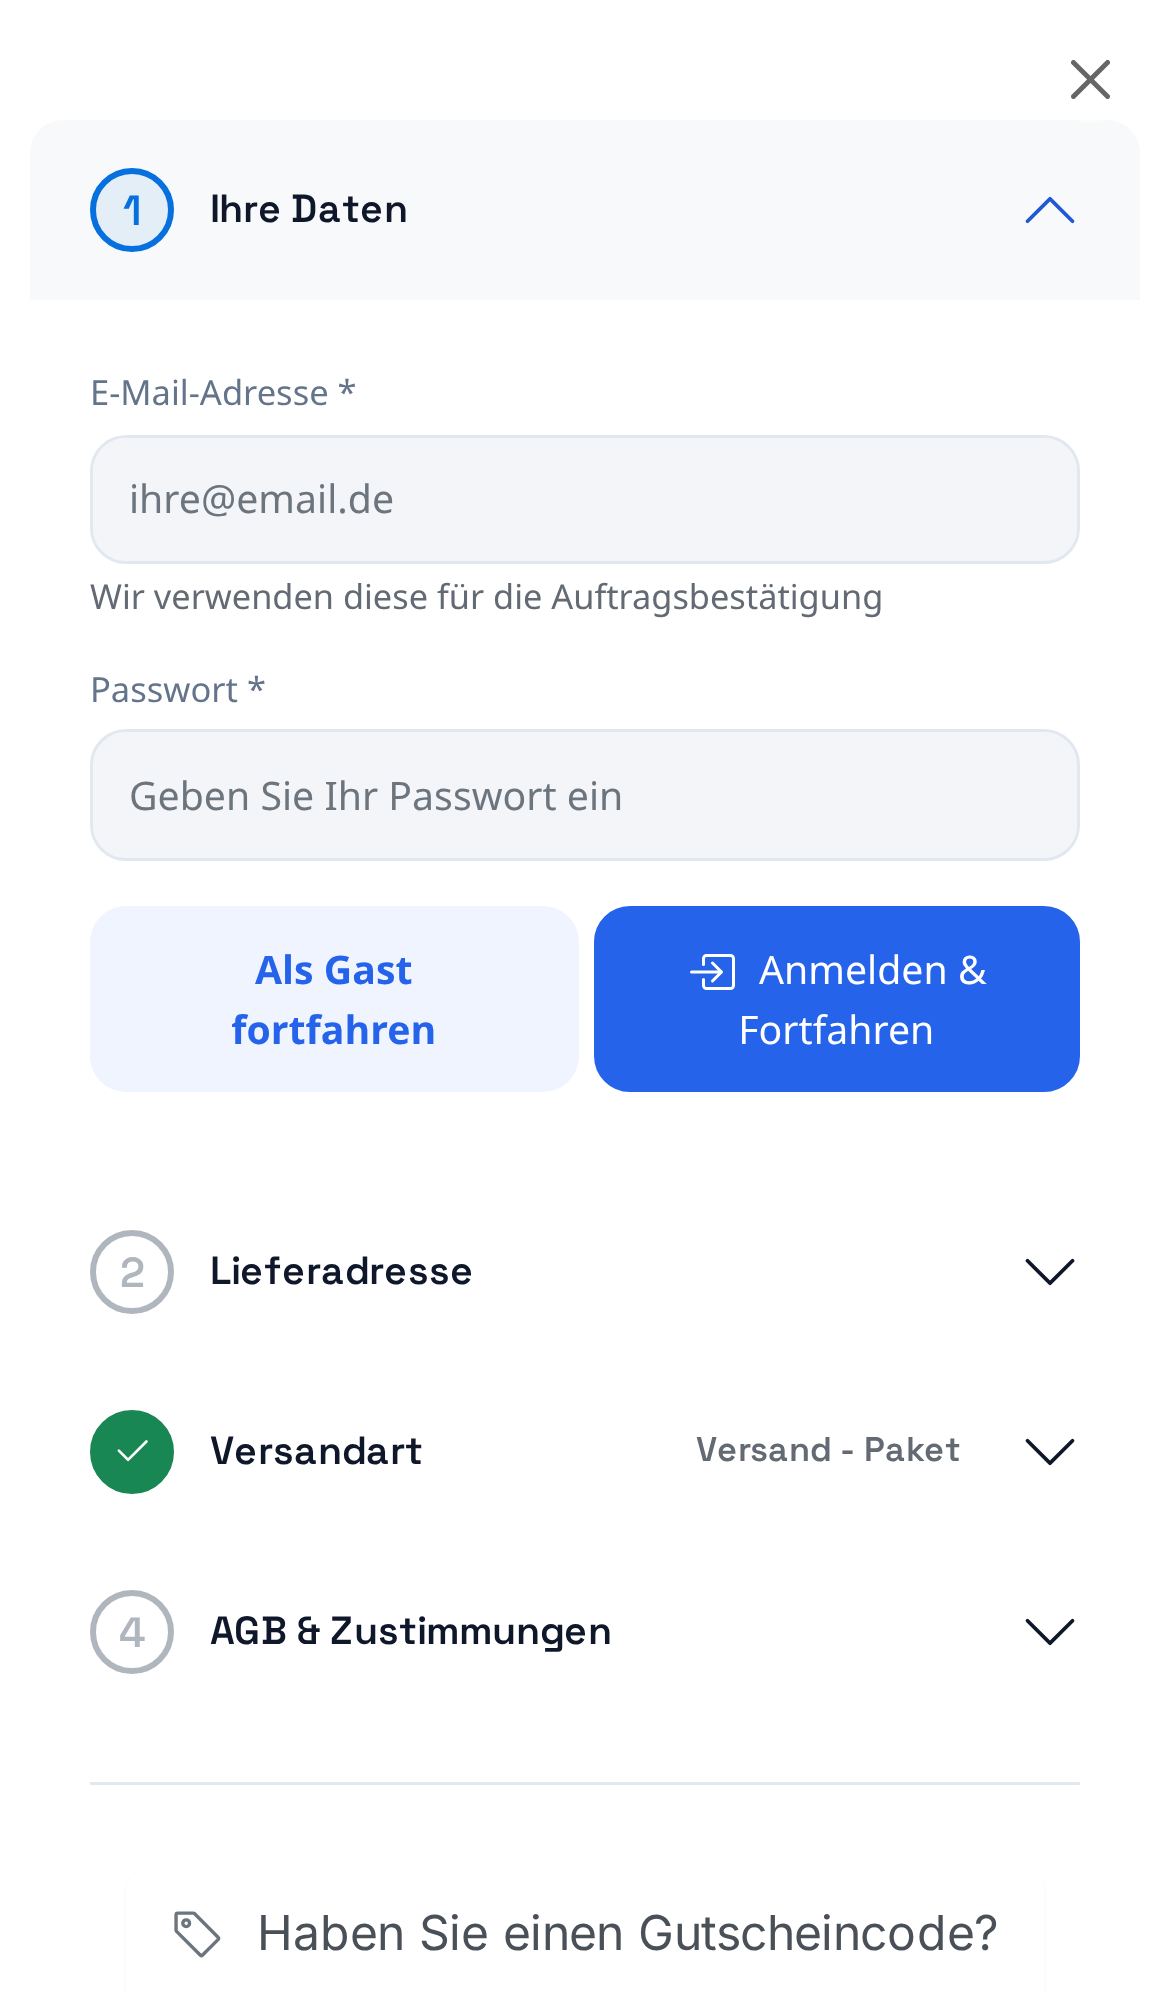 1 Ihre Daten
E-Mail-Adresse *
ihre@email.de
Wir verwenden diese für die Auftragsbestätigung
Passwort *
Geben Sie Ihr Passwort ein
Als Gast
fortfahren
Anmelden &
Fortfahren
2 Lieferadresse
Versandart Versand - Paket
4 AGB & Zustimmungen
Haben Sie einen Gutscheincode?